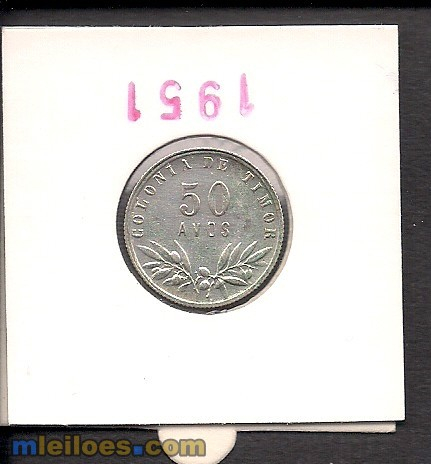 1951
COLONIA DE TIMOR
50
AVOS
mleiloes.com